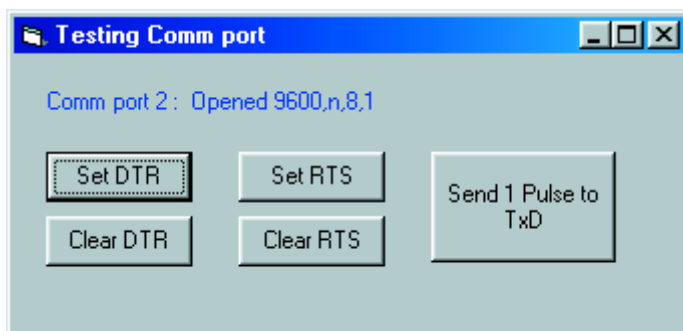 Testing Comm port
Comm port 2 : Opened 9600,n,8,1
Set DTR
Set RTS
Send 1 Pulse to
TxD
Clear DTR
Clear RTS